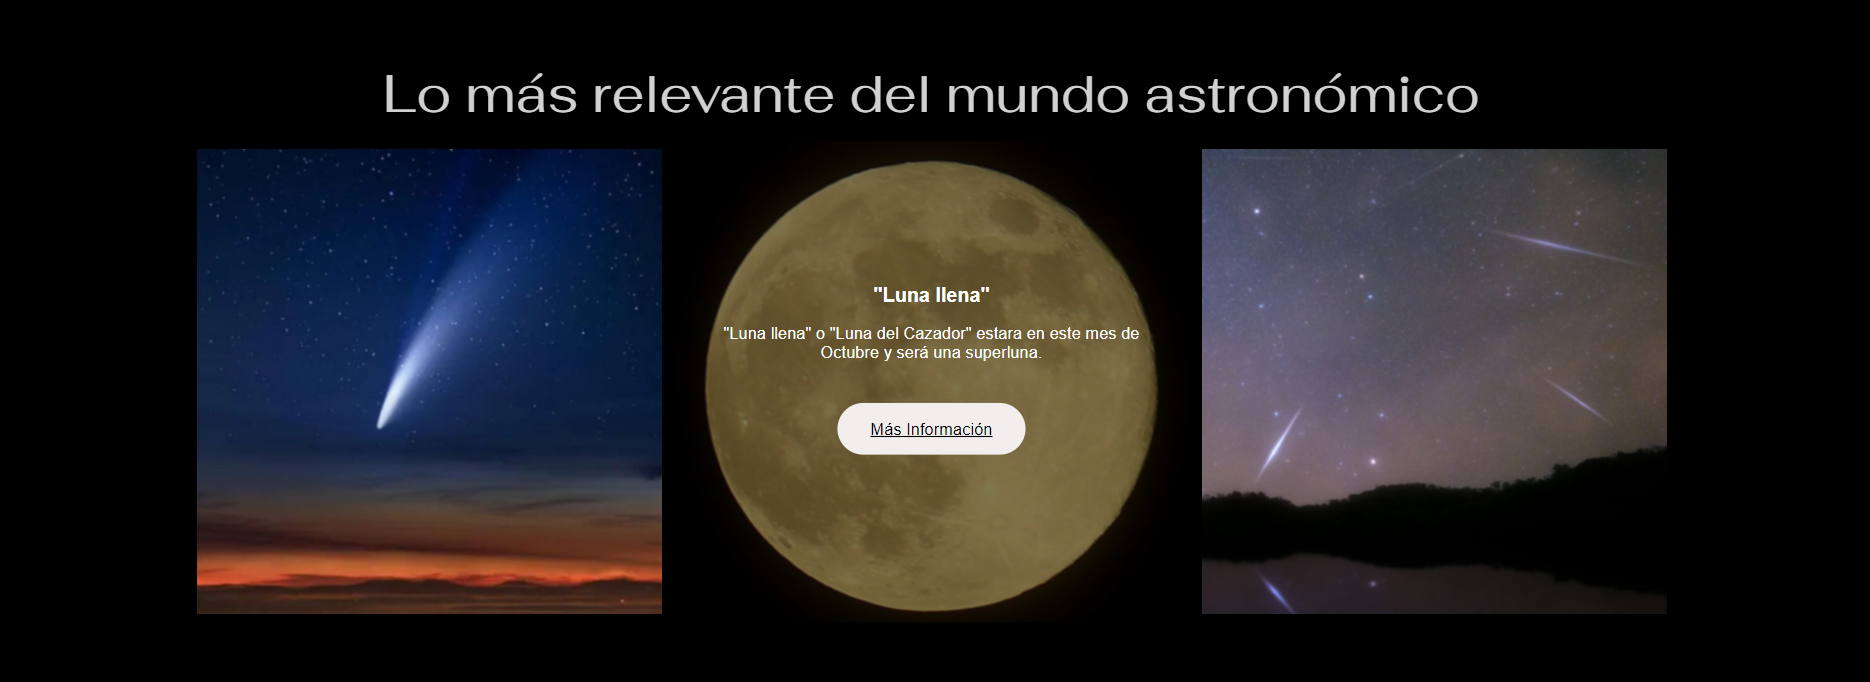 Lo más relevante del mundo astronómico
"Luna llena"
"Luna llena" o "Luna del Cazador" estara en este mes de
Octubre y será una superluna.
Más Información